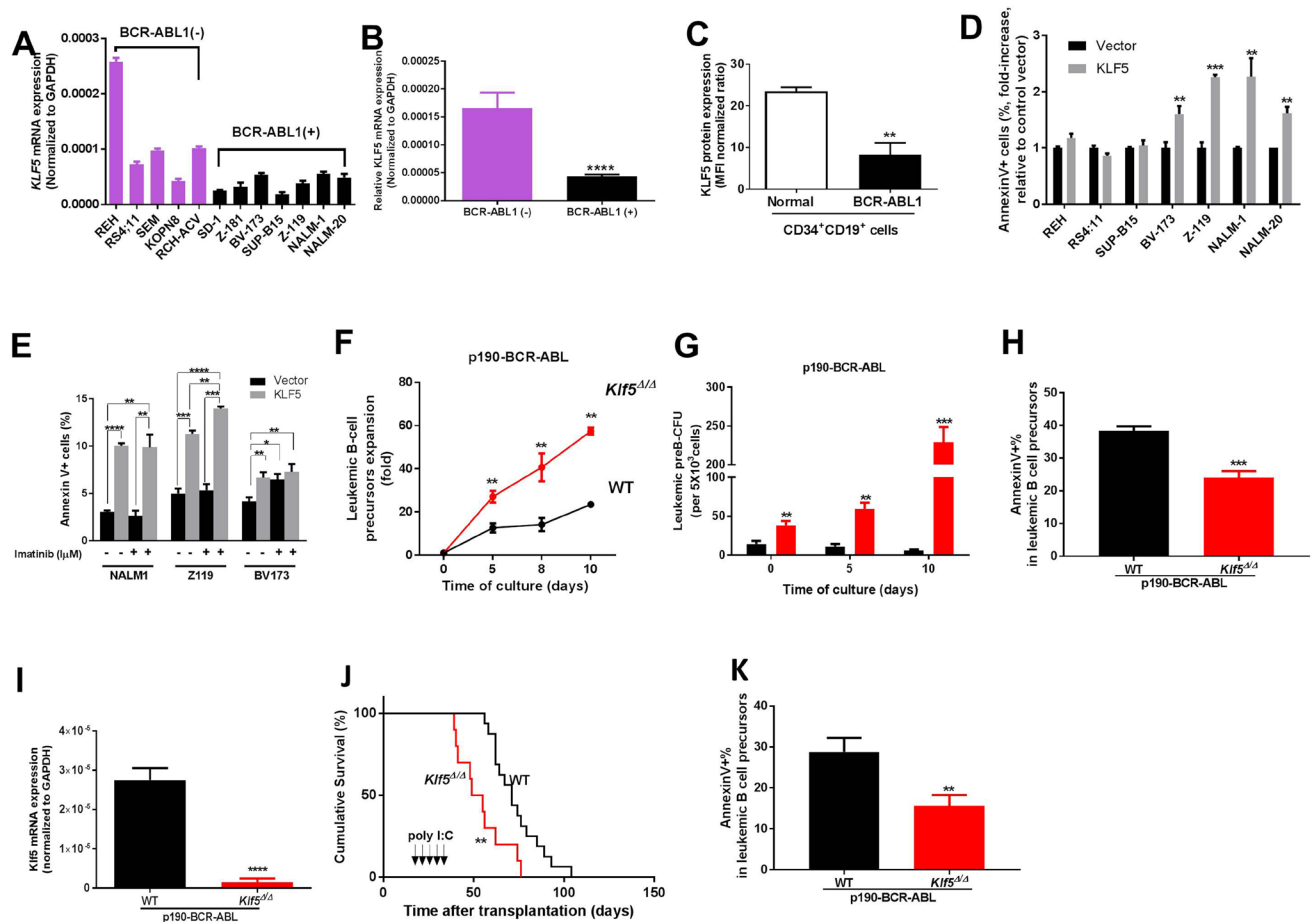 A
BCR-ABL1(-)
BCR-ABL1(+)
KLF5 mRNA expression
(Normalized to GAPDH)
0.0003
0.0002
0.0001
0.0000
REH
RS4:11
SEM
KOPN8
RCH-ACV
SD-1
Z-181
BV-173
SUP-B15
Z-119
NALM-1
NALM-20
B
Relative KLF5 mRNA expression
(Normalized to GAPDH)
0.00025
0.00020
0.00015
0.00010
0.00005
0.00000
****
BCR-ABL1 (-)
BCR-ABL1 (+)
C
KLF5 protein expression
(MFI normalized ratio)
30
20
10
0
**
Normal
BCR-ABL1
CD34+CD19+ cells
D
AnnexinV+ cells (%, fold-increase,
relative to control vector)
Vector
KLF5
3
2
1
0
**
***
**
**
REH
RS4:11
SUP-B15
BV-173
Z-119
NALM-1
NALM-20
E
Annexin V+ cells (%)
Vector
KLF5
15
10
5
0
**
****
**
****
**
***
***
**
*
**
Imatinib (1µM)
- - + +
- - + +
- - + +
NALM1
Z119
BV173
F
p190-BCR-ABL
Leukemic B-cell
precursors expansion
(fold)
80
60
40
20
0
Klf5Δ/Δ
WT
**
**
**
0
5
8
10
Time of culture (days)
G
p190-BCR-ABL
Leukemic preB-CFU
(per 5X10³cells)
300
250
200
150
100
50
0
**
**
***
0
5
10
Time of culture (days)
H
AnnexinV+%
in leukemic B cell precursors
50
40
30
20
10
0
***
WT
Klf5Δ/Δ
p190-BCR-ABL
I
Klf5 mRNA expression
(normalized to GAPDH)
4×10-5
3×10-5
2×10-5
1×10-5
0
****
WT
Klf5Δ/Δ
p190-BCR-ABL
J
Cumulative Survival (%)
100
50
0
Klf5Δ/Δ
WT
poly I:C
**
0
50
100
150
Time after transplantation (days)
K
AnnexinV+%
in leukemic B cell precursors
40
30
20
10
0
**
WT
Klf5Δ/Δ
p190-BCR-ABL